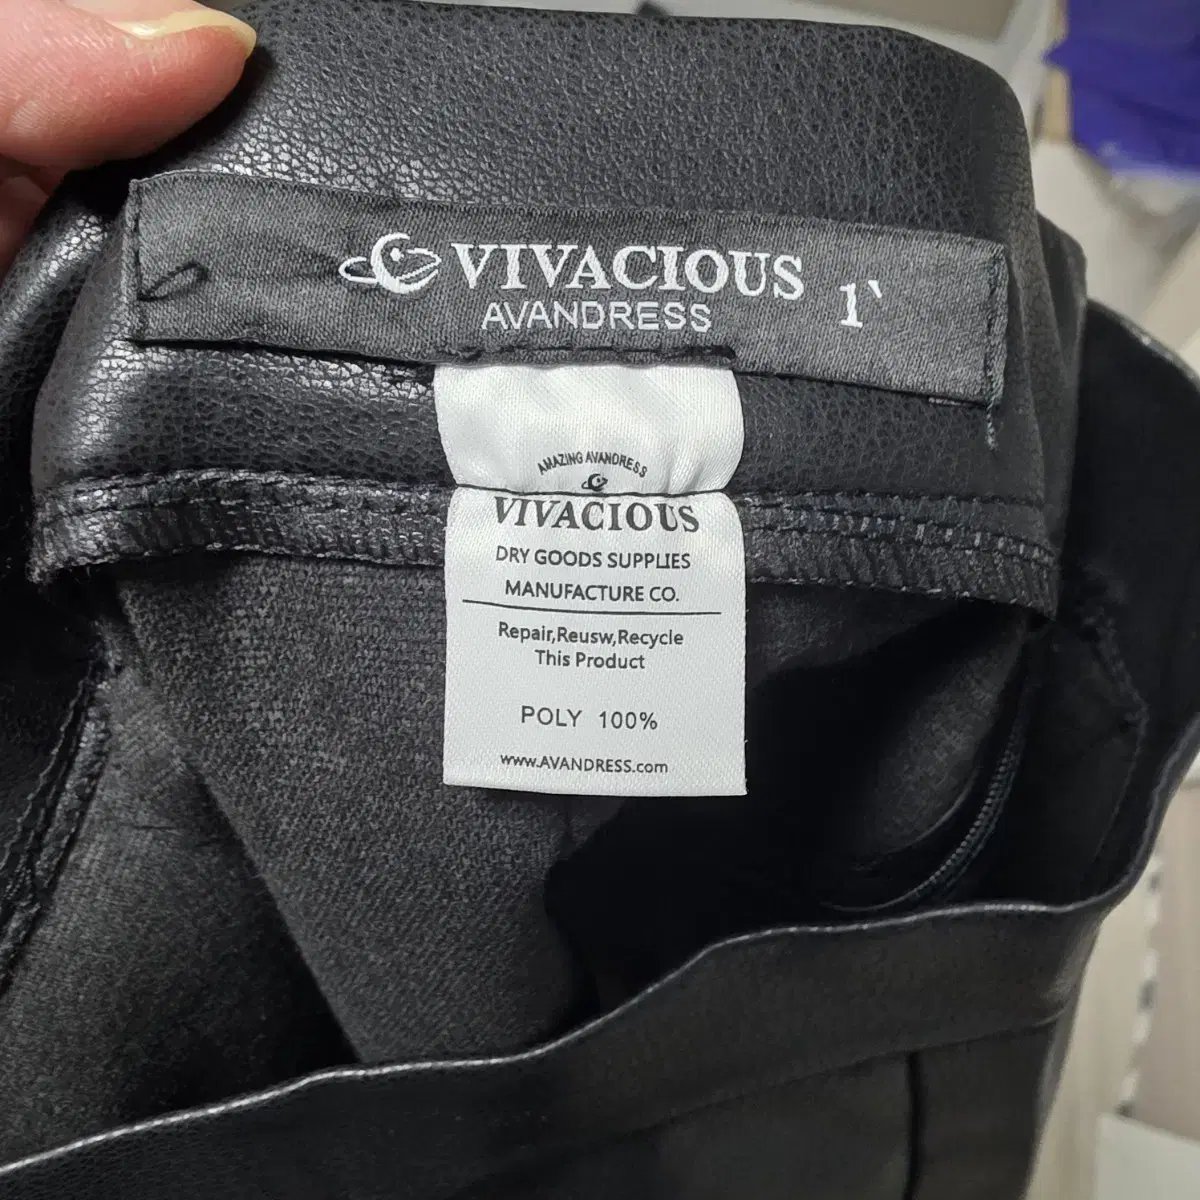 VIVACIOUS
AVANDRESS
1`
AMAZING AVANDRESS
VIVACIOUS
DRY GOODS SUPPLIES
MANUFACTURE CO.
Repair,Reusw,Recycle
This Product
POLY 100%
www.AVANDRESS.com